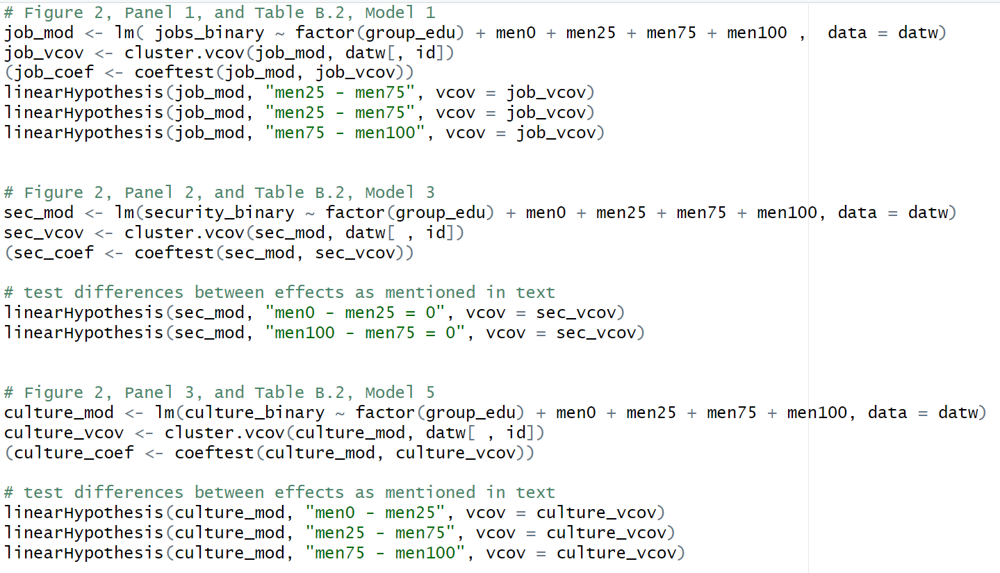 # Figure 2, Panel 1, and Table B.2, Model 1
job_mod <- lm( jobs_binary ~ factor(group_edu) + men0 + men25 + men75 + men100 ,  data = datw)
job_vcov <- cluster.vcov(job_mod, datw[, id])
(job_coef <- coeftest(job_mod, job_vcov))
linearHypothesis(job_mod, "men25 - men75", vcov = job_vcov)
linearHypothesis(job_mod, "men25 - men75", vcov = job_vcov)
linearHypothesis(job_mod, "men75 - men100", vcov = job_vcov)
# Figure 2, Panel 2, and Table B.2, Model 3
sec_mod <- lm(security_binary ~ factor(group_edu) + men0 + men25 + men75 + men100, data = datw)
sec_vcov <- cluster.vcov(sec_mod, datw[ , id])
(sec_coef <- coeftest(sec_mod, sec_vcov))
# test differences between effects as mentioned in text
linearHypothesis(sec_mod, "men0 - men25 = 0", vcov = sec_vcov)
linearHypothesis(sec_mod, "men100 - men75 = 0", vcov = sec_vcov)
# Figure 2, Panel 3, and Table B.2, Model 5
culture_mod <- lm(culture_binary ~ factor(group_edu) + men0 + men25 + men75 + men100, data = datw)
culture_vcov <- cluster.vcov(culture_mod, datw[ , id])
(culture_coef <- coeftest(culture_mod, culture_vcov))
# test differences between effects as mentioned in text
linearHypothesis(culture_mod, "men0 - men25", vcov = culture_vcov)
linearHypothesis(culture_mod, "men25 - men75", vcov = culture_vcov)
linearHypothesis(culture_mod, "men75 - men100", vcov = culture_vcov)